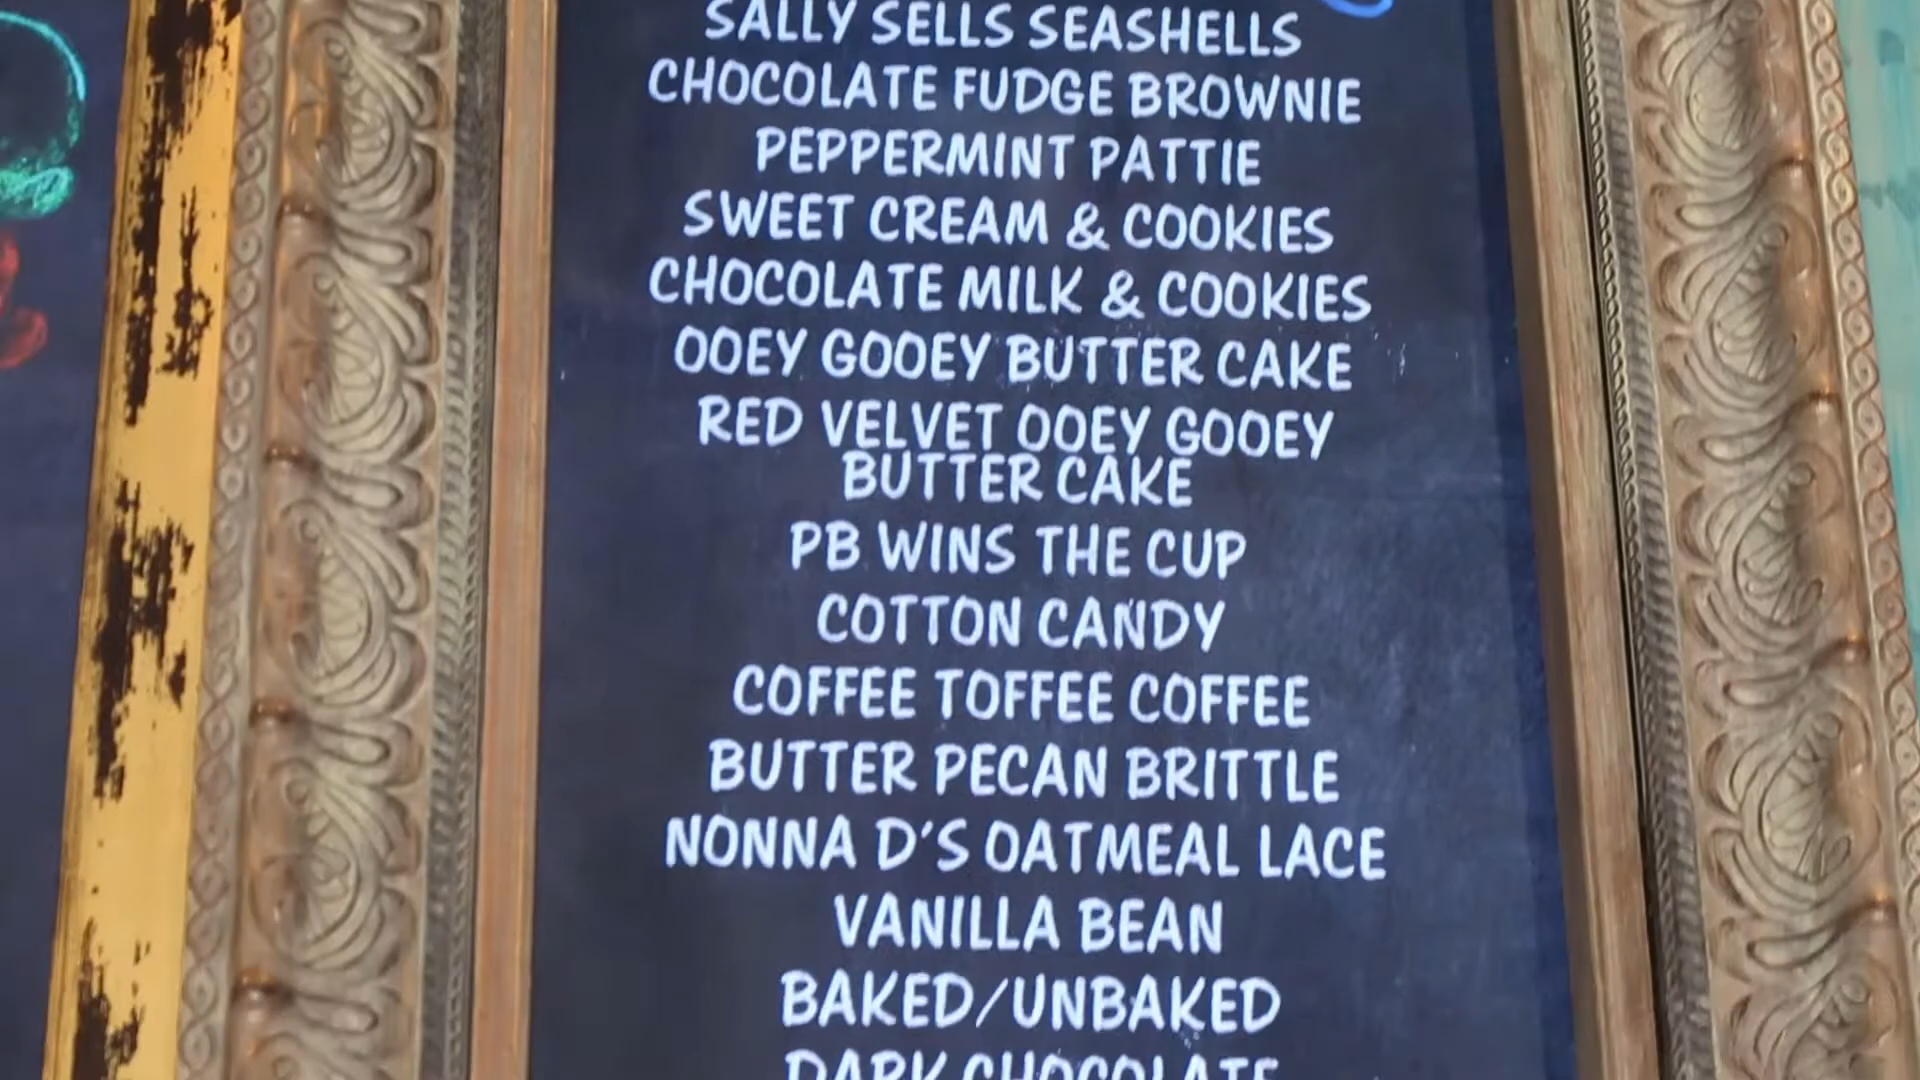 SALLY SELLS SEASHELLS
CHOCOLATE FUDGE BROWNIE
PEPPERMINT PATTIE
SWEET CREAM & COOKIES
CHOCOLATE MILK & COOKIES
OOEY GOOEY BUTTER CAKE
RED VELVET OOEY GOOEY
BUTTER CAKE
PB WINS THE CUP
COTTON CANDY
COFFEE TOFFEE COFFEE
BUTTER PECAN BRITTLE
NONNA D'S OATMEAL LACE
VANILLA BEAN
BAKED/UNBAKED
DARK CHOCOLATE